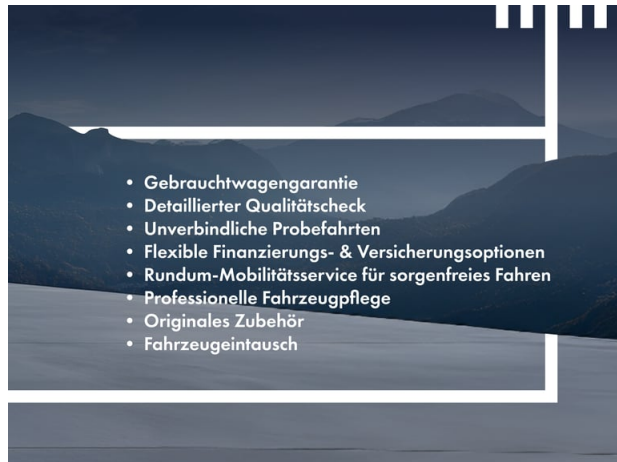 • Gebrauchtwagengarantie
• Detaillierter Qualitätscheck
• Unverbindliche Probefahrten
• Flexible Finanzierungs- & Versicherungsoptionen
• Rundum-Mobilitätsservice für sorgenfreies Fahren
• Professionelle Fahrzeugpflege
• Originales Zubehör
• Fahrzeugeintausch